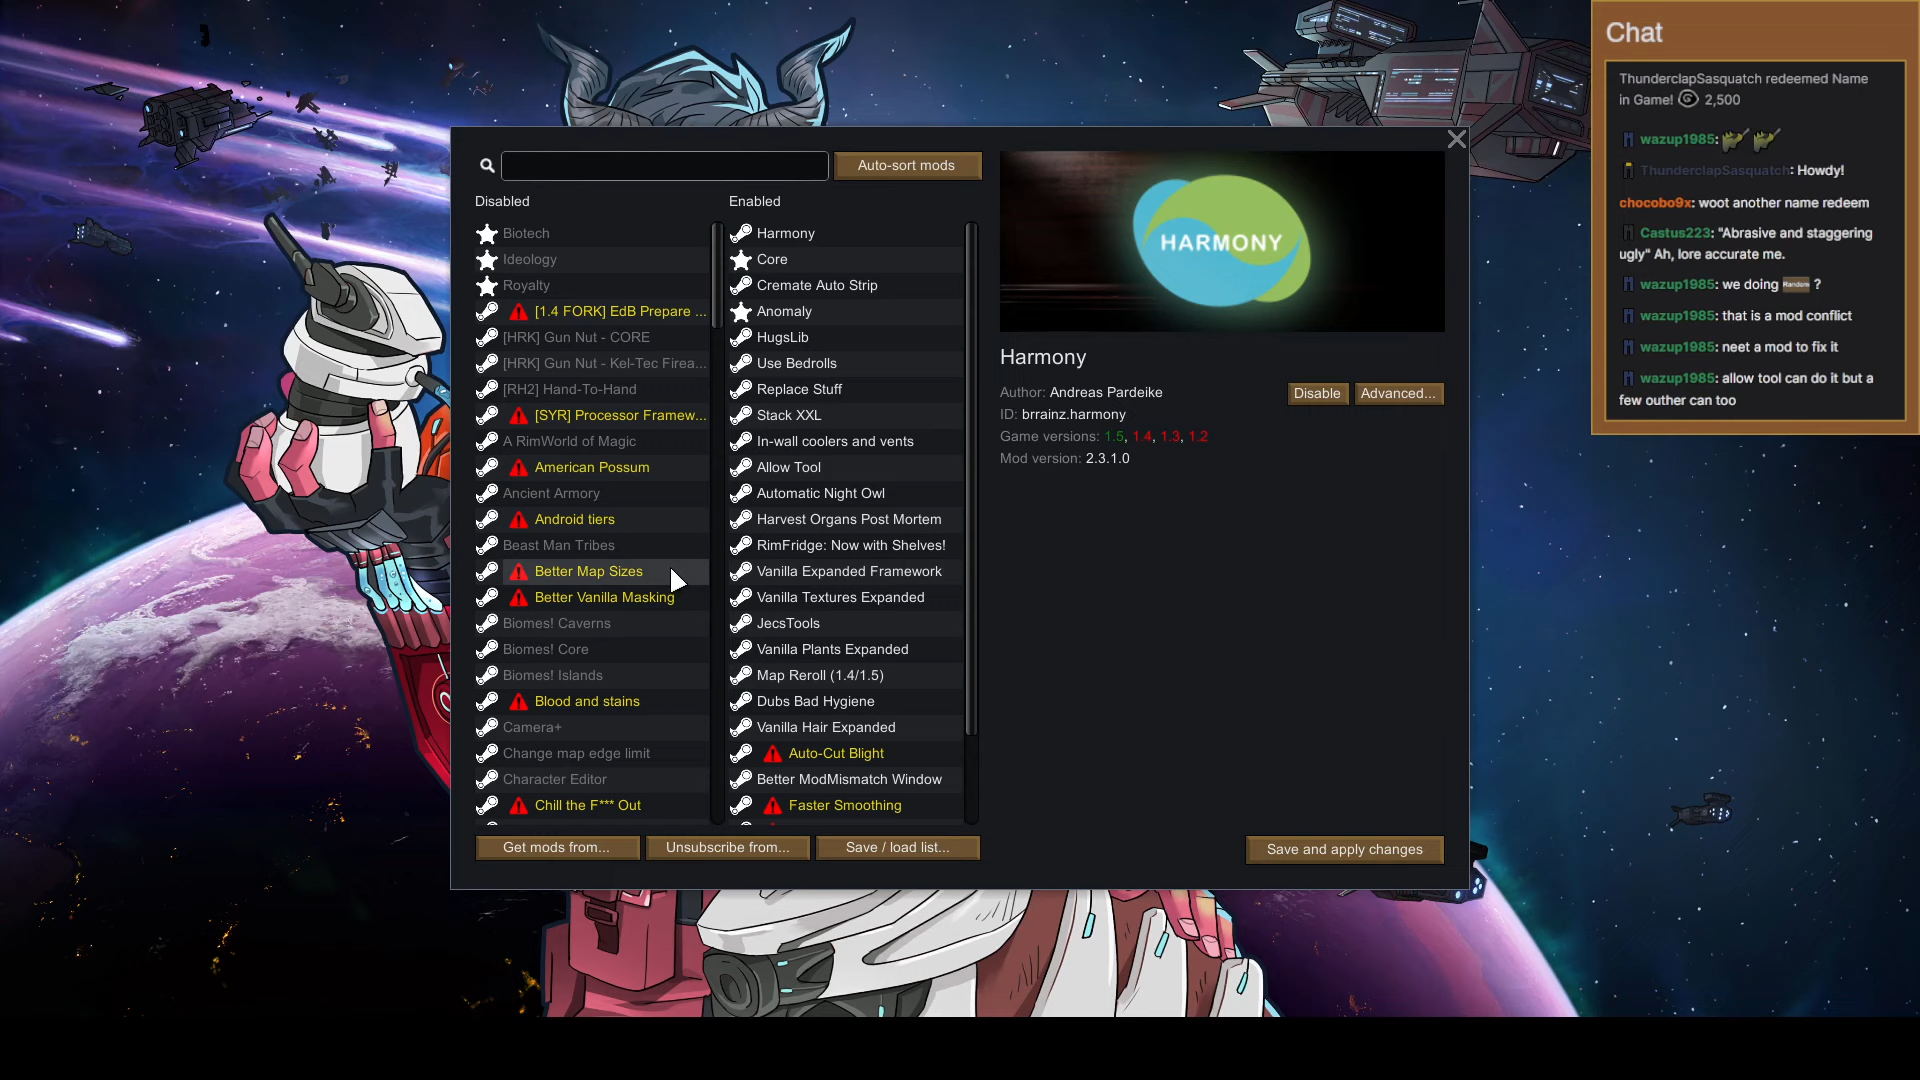 Auto-sort mods
Disabled
Enabled
Biotech
Ideology
Royalty
[1.4 FORK] EdB Prepare ...
[HRK] Gun Nut - CORE
[HRK] Gun Nut - Kel-Tec Firea...
[RH2] Hand-To-Hand
[SYR] Processor Framew...
A RimWorld of Magic
American Possum
Ancient Armory
Android tiers
Beast Man Tribes
Better Map Sizes
Better Vanilla Masking
Biomes! Caverns
Biomes! Core
Biomes! Islands
Blood and stains
Camera+
Change map edge limit
Character Editor
Chill the F*** Out
Harmony
Core
Cremate Auto Strip
Anomaly
HugsLib
Use Bedrolls
Replace Stuff
Stack XXL
In-wall coolers and vents
Allow Tool
Automatic Night Owl
Harvest Organs Post Mortem
RimFridge: Now with Shelves!
Vanilla Expanded Framework
Vanilla Textures Expanded
JecsTools
Vanilla Plants Expanded
Map Reroll (1.4/1.5)
Dubs Bad Hygiene
Vanilla Hair Expanded
Auto-Cut Blight
Better ModMismatch Window
Faster Smoothing
Get mods from...
Unsubscribe from...
Save / load list...
HARMONY
Harmony
Author: Andreas Pardeike
ID: brrainz.harmony
Game versions: 1.5, 1.4, 1.3, 1.2
Mod version: 2.3.1.0
Disable
Advanced...
Save and apply changes
Chat
ThunderclapSasquatch redeemed Name
in Game! 2,500
wazup1985:
ThunderclapSasquatch: Howdy!
chocobo9x: woot another name redeem
Castus223: "Abrasive and staggering
ugly" Ah, lore accurate me.
wazup1985: we doing Random ?
wazup1985: that is a mod conflict
wazup1985: neet a mod to fix it
wazup1985: allow tool can do it but a
few outher can too